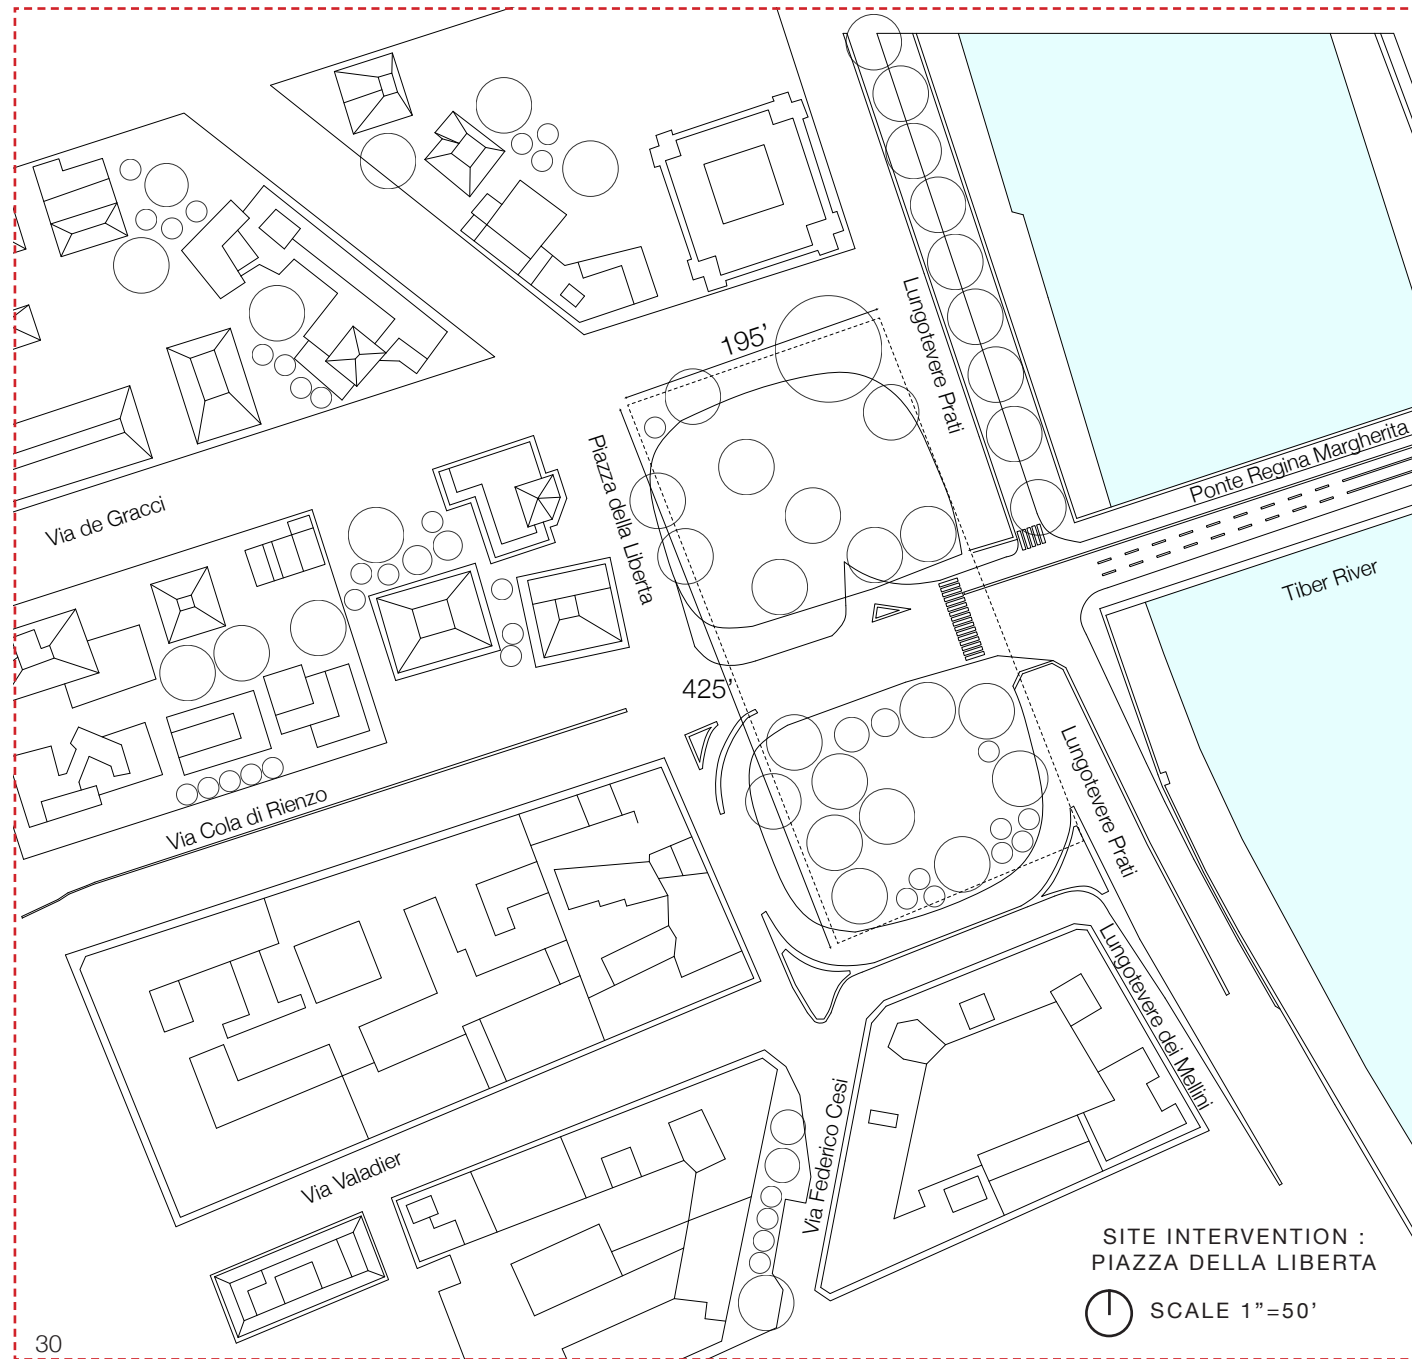 195’
Lungotevere Prati
Ponte Regina Margherita
Piazza della Liberta
Via de Gracci
Tiber River
425’
Lungotevere Prati
Via Cola di Rienzo
Lungotevere dei Mellini
Via Federico Cesi
Via Valadier
SITE INTERVENTION :
PIAZZA DELLA LIBERTA
SCALE 1”=50’
30